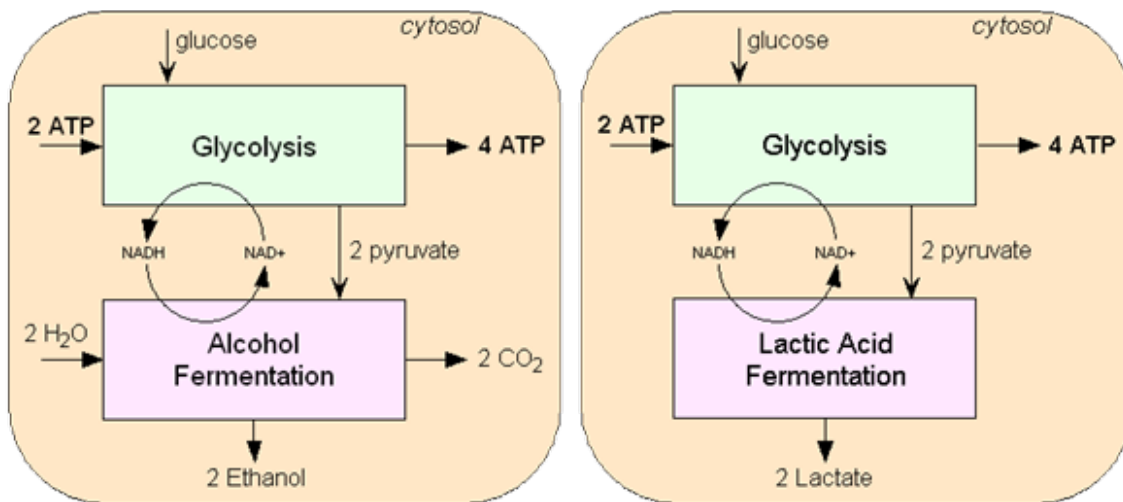 cytosol
glucose
2 ATP
Glycolysis
4 ATP
NADH
NAD+
2 pyruvate
2 H₂O
Alcohol
Fermentation
2 CO₂
2 Ethanol
cytosol
glucose
2 ATP
Glycolysis
4 ATP
NADH
NAD+
2 pyruvate
Lactic Acid
Fermentation
2 Lactate